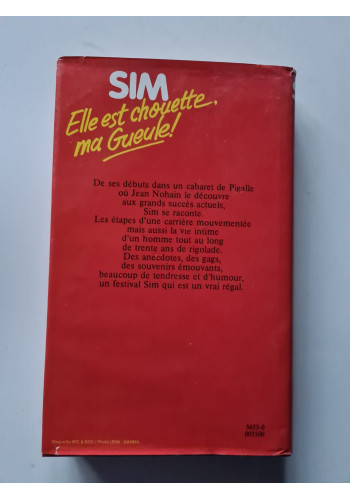 SIM
Elle est chouette,
ma Gueule!
De ses débuts dans un cabaret de Pigalle
où Jean Nohain le découvre
aux grands succès actuels,
Sim se raconte.
Les étapes d'une carrière mouvementée
mais aussi la vie intime
d'un homme tout au long
de trente ans de rigolade.
Des anecdotes, des gags,
des souvenirs émouvants,
beaucoup de tendresse et d'humour,
un festival Sim qui est un vrai régal.